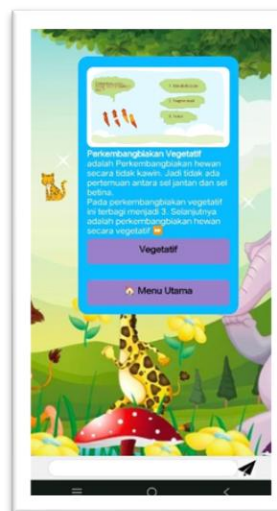 Perkembangbiakan Vegetatif
adalah Perkembangbiakan hewan
secara tidak kawin. Jadi tidak ada
pertemuan antara sel jantan dan sel
betina.
Pada perkembangbiakan vegetatif
ini terbagi menjadi 3. Selanjutnya
adalah perkembangbiakan hewan
secara vegetatif ➡️
Vegetatif
🏠 Menu Utama